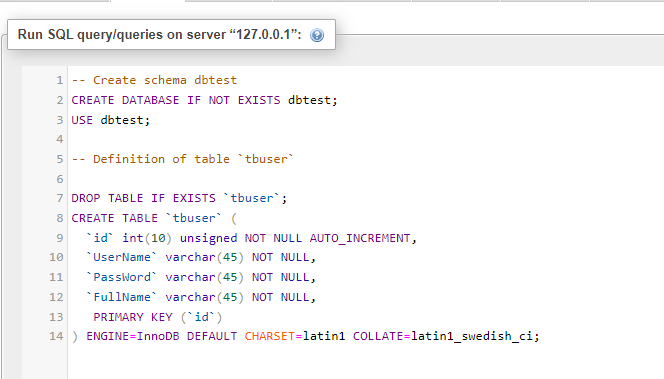 Run SQL query/queries on server “127.0.0.1”:
1 -- Create schema dbtest
2 CREATE DATABASE IF NOT EXISTS dbtest;
3 USE dbtest;
4
5 -- Definition of table `tbuser`
6
7 DROP TABLE IF EXISTS `tbuser`;
8 CREATE TABLE `tbuser` (
9 `id` int(10) unsigned NOT NULL AUTO_INCREMENT,
10 `UserName` varchar(45) NOT NULL,
11 `PassWord` varchar(45) NOT NULL,
12 `FullName` varchar(45) NOT NULL,
13 PRIMARY KEY (`id`)
14 ) ENGINE=InnoDB DEFAULT CHARSET=latin1 COLLATE=latin1_swedish_ci;